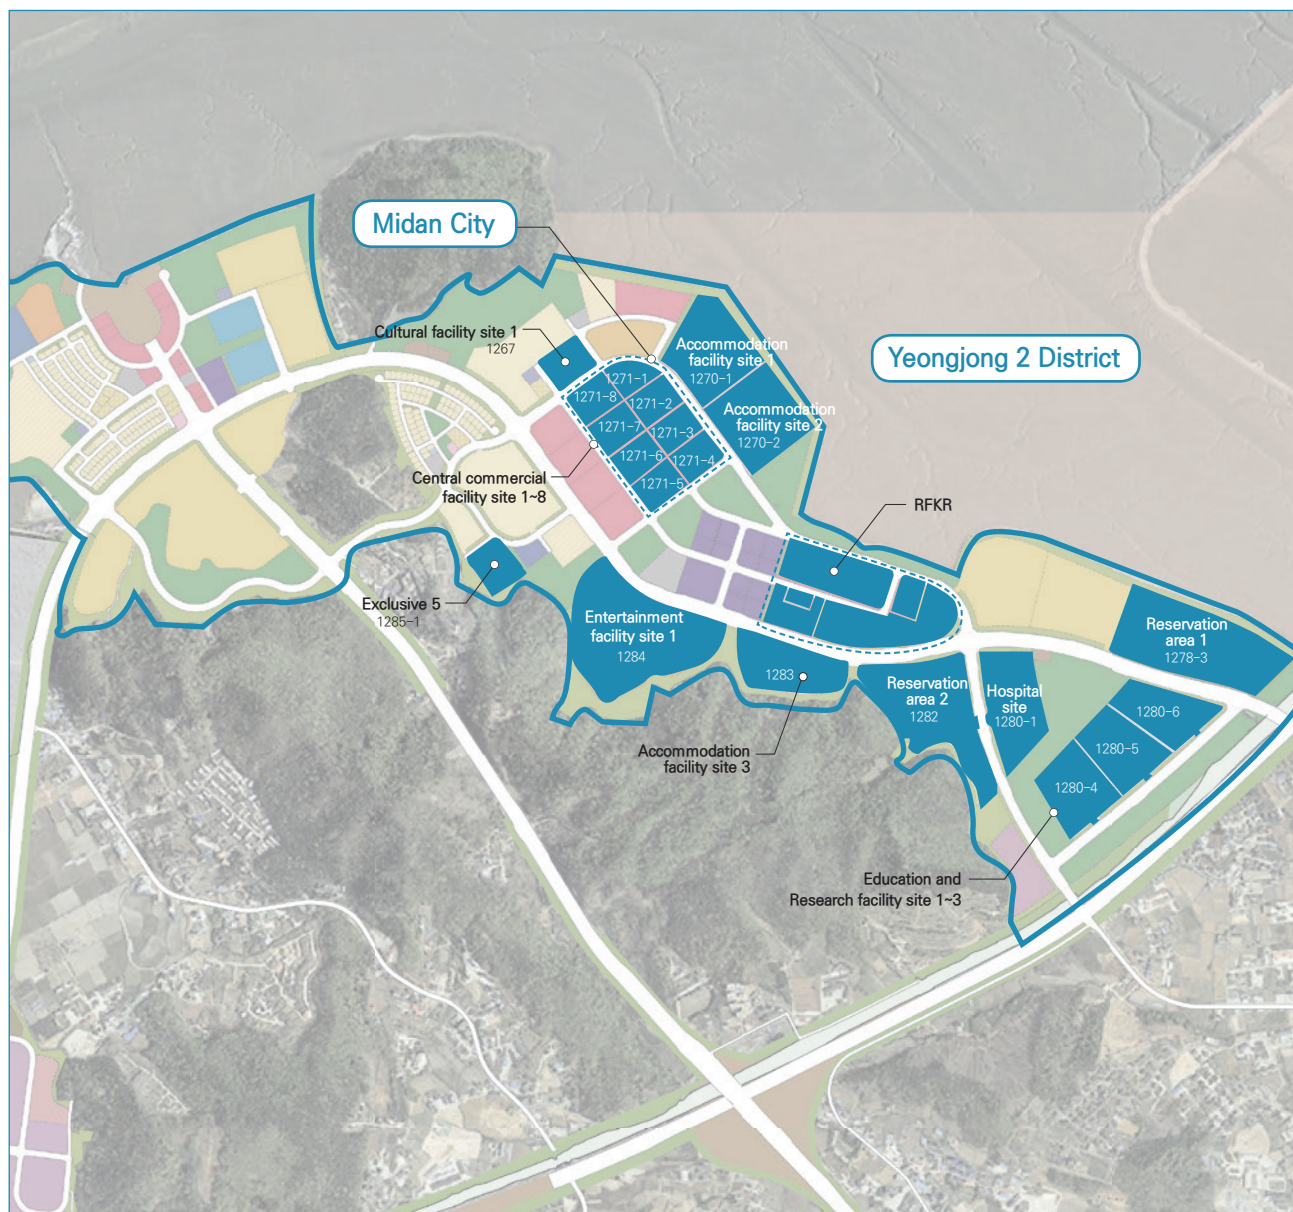 Midan City
Yeongjong 2 District
Cultural facility site 1
1267
Accommodation
facility site 1
1270-1
Accommodation
facility site 2
1270-2
1271-1
1271-8
1271-2
1271-7
1271-3
1271-6
1271-4
1271-5
Central commercial
facility site 1~8
RFKR
Exclusive 5
1285-1
Entertainment
facility site 1
1284
1283
Accommodation
facility site 3
Reservation
area 2
1282
Hospital
site
1280-1
Reservation
area 1
1278-3
1280-6
1280-5
1280-4
Education and
Research facility site 1~3